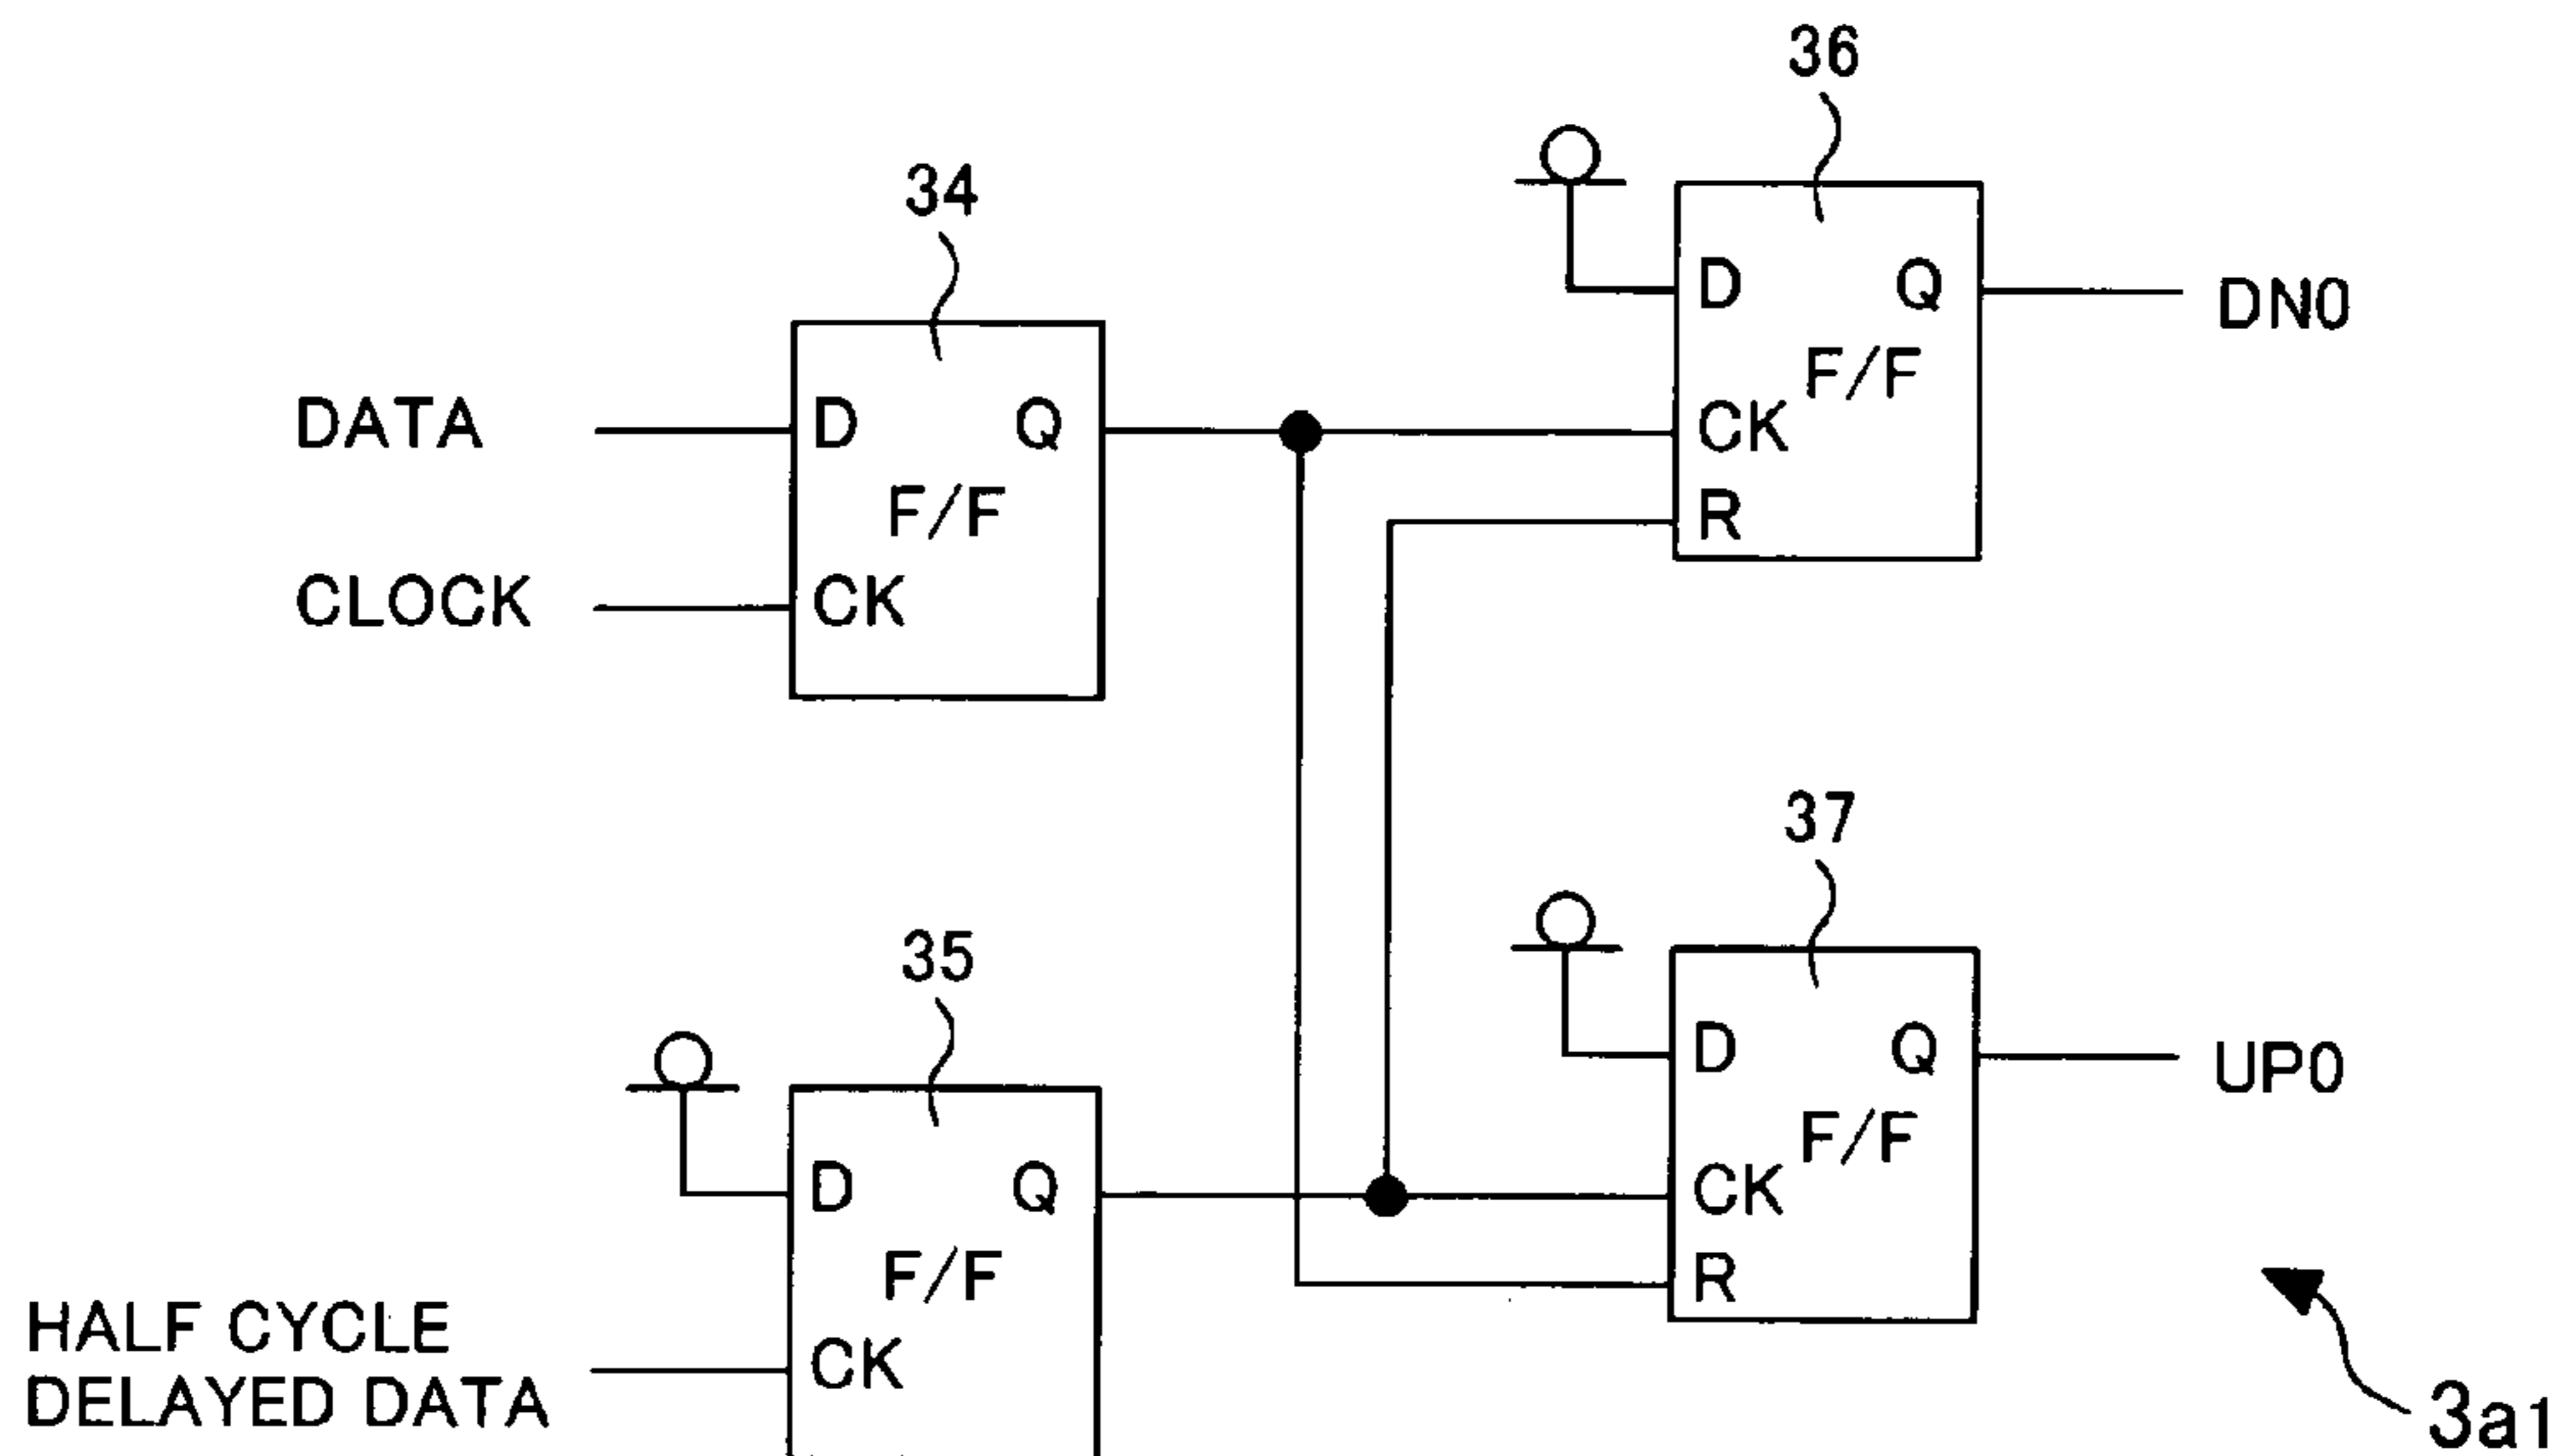 36
34
D Q
DN0
F/F
DATA
D Q
CK
F/F
R
CLOCK
CK
37
35
D Q
UP0
F/F
D Q
CK
F/F
R
HALF CYCLE
DELAYED DATA
CK
3a1